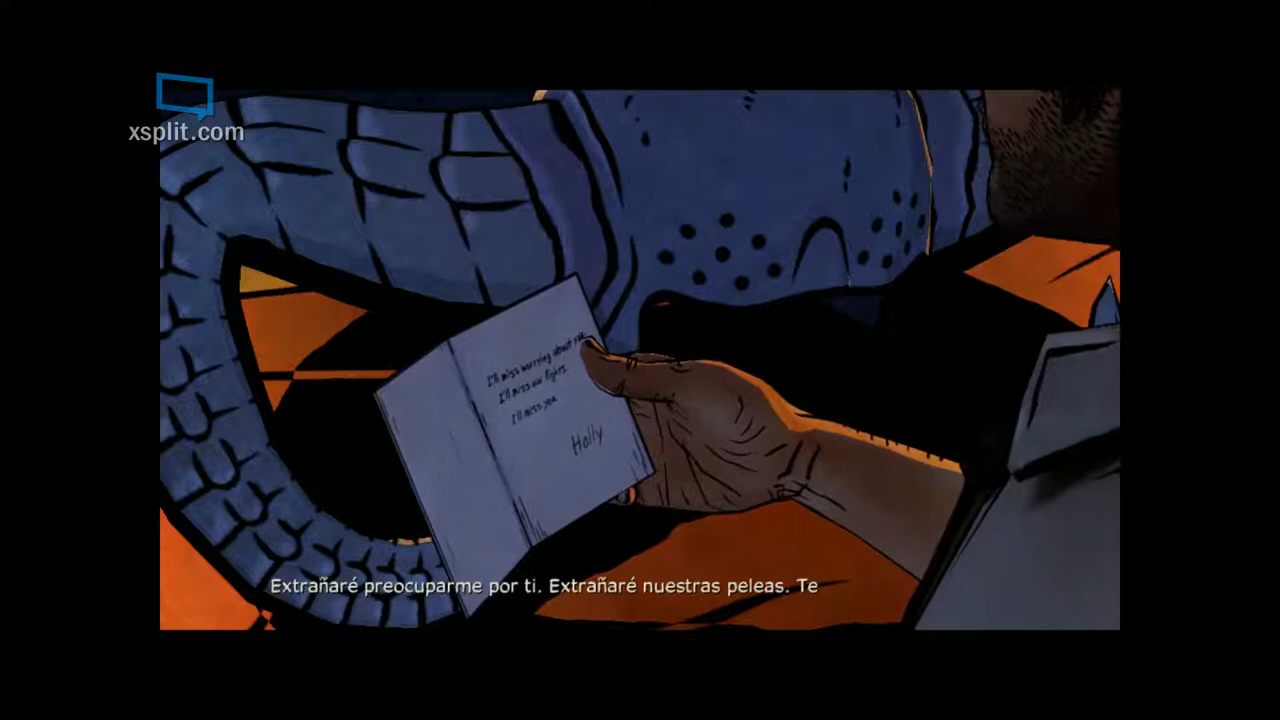 xsplit.com
I'll miss worrying about you.
I'll miss our fights.
I'll miss you.
Holly
Extrañaré preocuparme por ti. Extrañaré nuestras peleas. Te